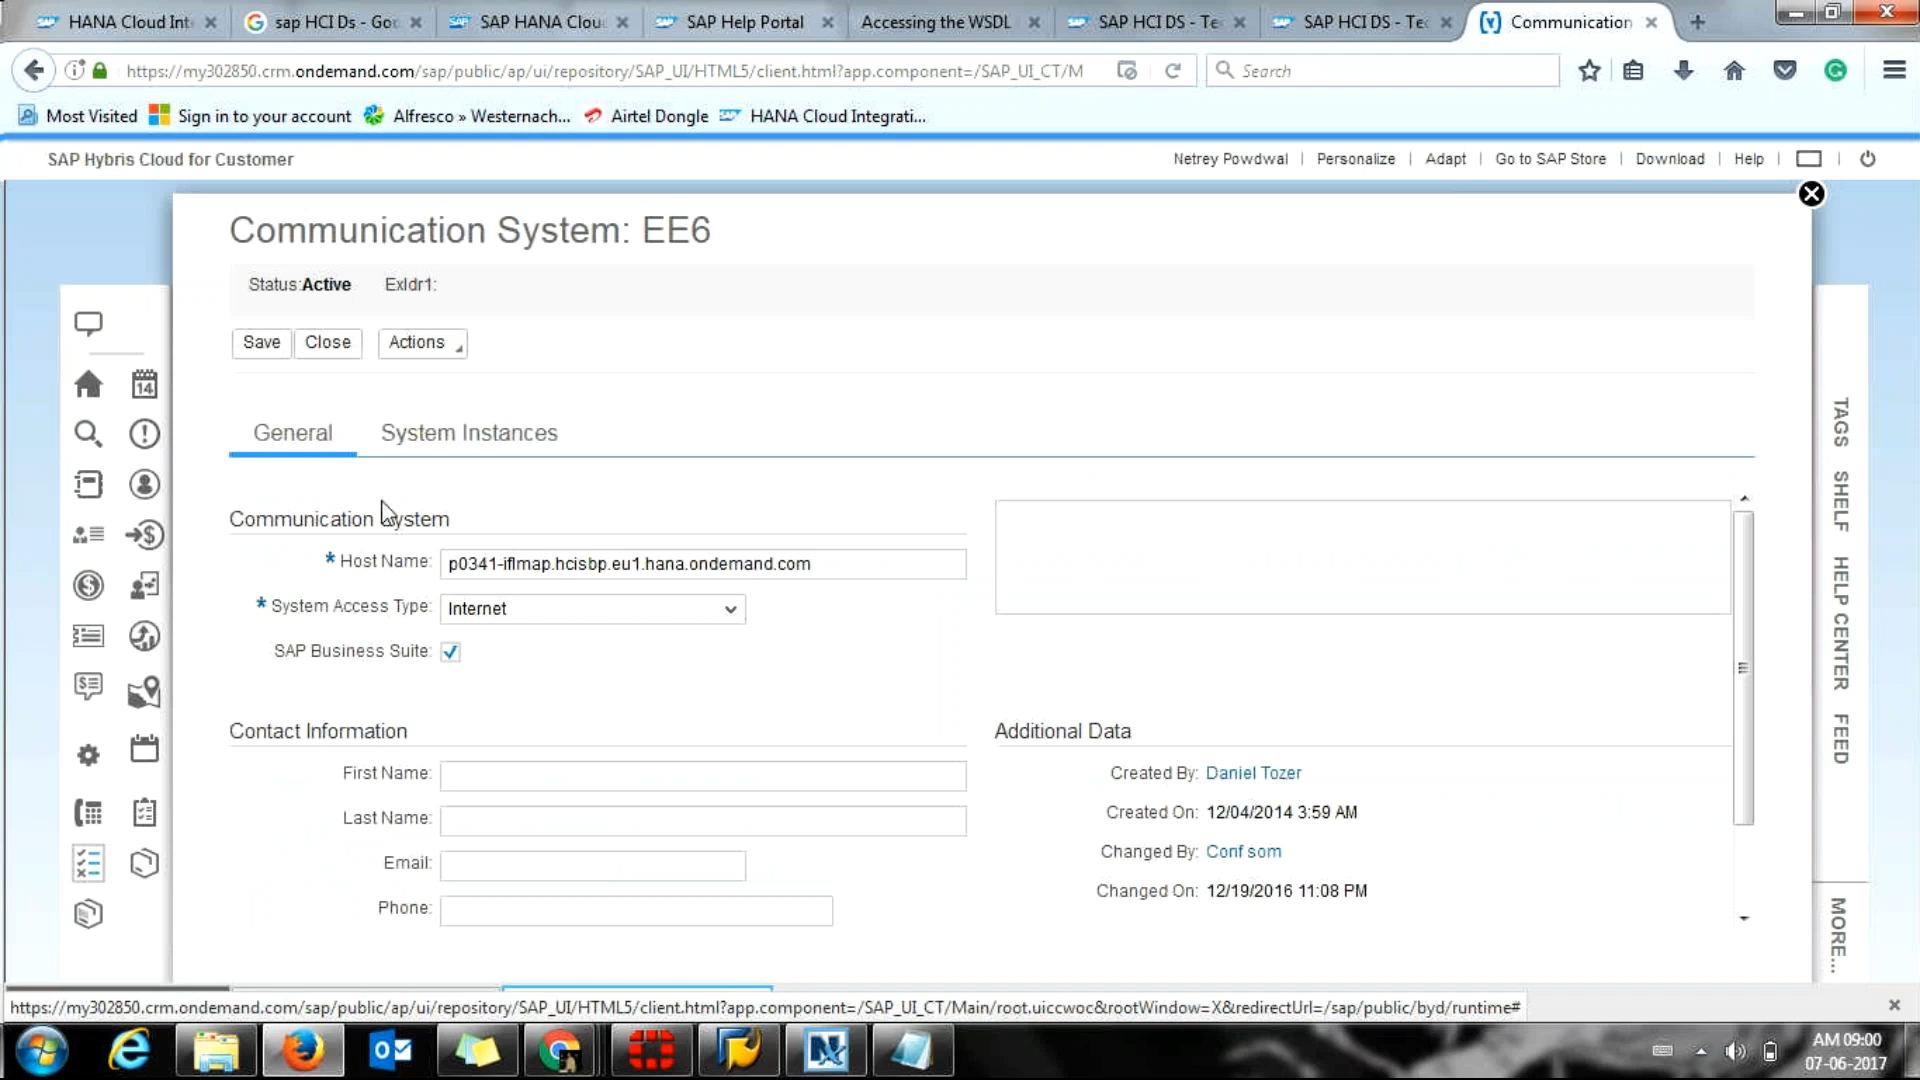 HANA Cloud Int
sap HCI Ds - Goo
SAP HANA Clou
SAP Help Portal
Accessing the WSDL
SAP HCI DS - Te
SAP HCI DS - Tec
Communication
https://my302850.crm.ondemand.com/sap/public/ap/ui/repository/SAP_UI/HTML5/client.html?app.component=/SAP_UI_CT/M
Search
Most Visited
Sign in to your account
Alfresco » Westernach...
Airtel Dongle
HANA Cloud Integrati...
SAP Hybris Cloud for Customer
Netrey Powdwal | Personalize | Adapt | Go to SAP Store | Download | Help
Communication System: EE6
Status:Active ExIdr1:
Save Close Actions
14
General System Instances
Communication System
* Host Name: p0341-iflmap.hcisbp.eu1.hana.ondemand.com
* System Access Type: Internet
SAP Business Suite:
Contact Information
First Name:
Last Name:
Email:
Phone:
Additional Data
Created By: Daniel Tozer
Created On: 12/04/2014 3:59 AM
Changed By: Conf som
Changed On: 12/19/2016 11:08 PM
TAGS
SHELF
HELP CENTER
FEED
MORE...
https://my302850.crm.ondemand.com/sap/public/ap/ui/repository/SAP_UI/HTML5/client.html?app.component=/SAP_UI_CT/Main/root.uiccwoc&rootWindow=X&redirectUrl=/sap/public/byd/runtime#
AM 09:00
07-06-2017